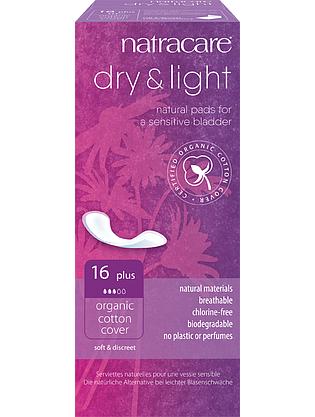 16 plus
natracare
dry & light
natural pads for
a sensitive bladder
CERTIFIED ORGANIC COTTON COVER
16 plus
organic
cotton
cover
soft & discreet
natural materials
breathable
chlorine-free
biodegradable
no plastic or perfumes
Serviettes naturelles pour une vessie sensible
Die natürliche Alternative bei leichter Blasenschwäche